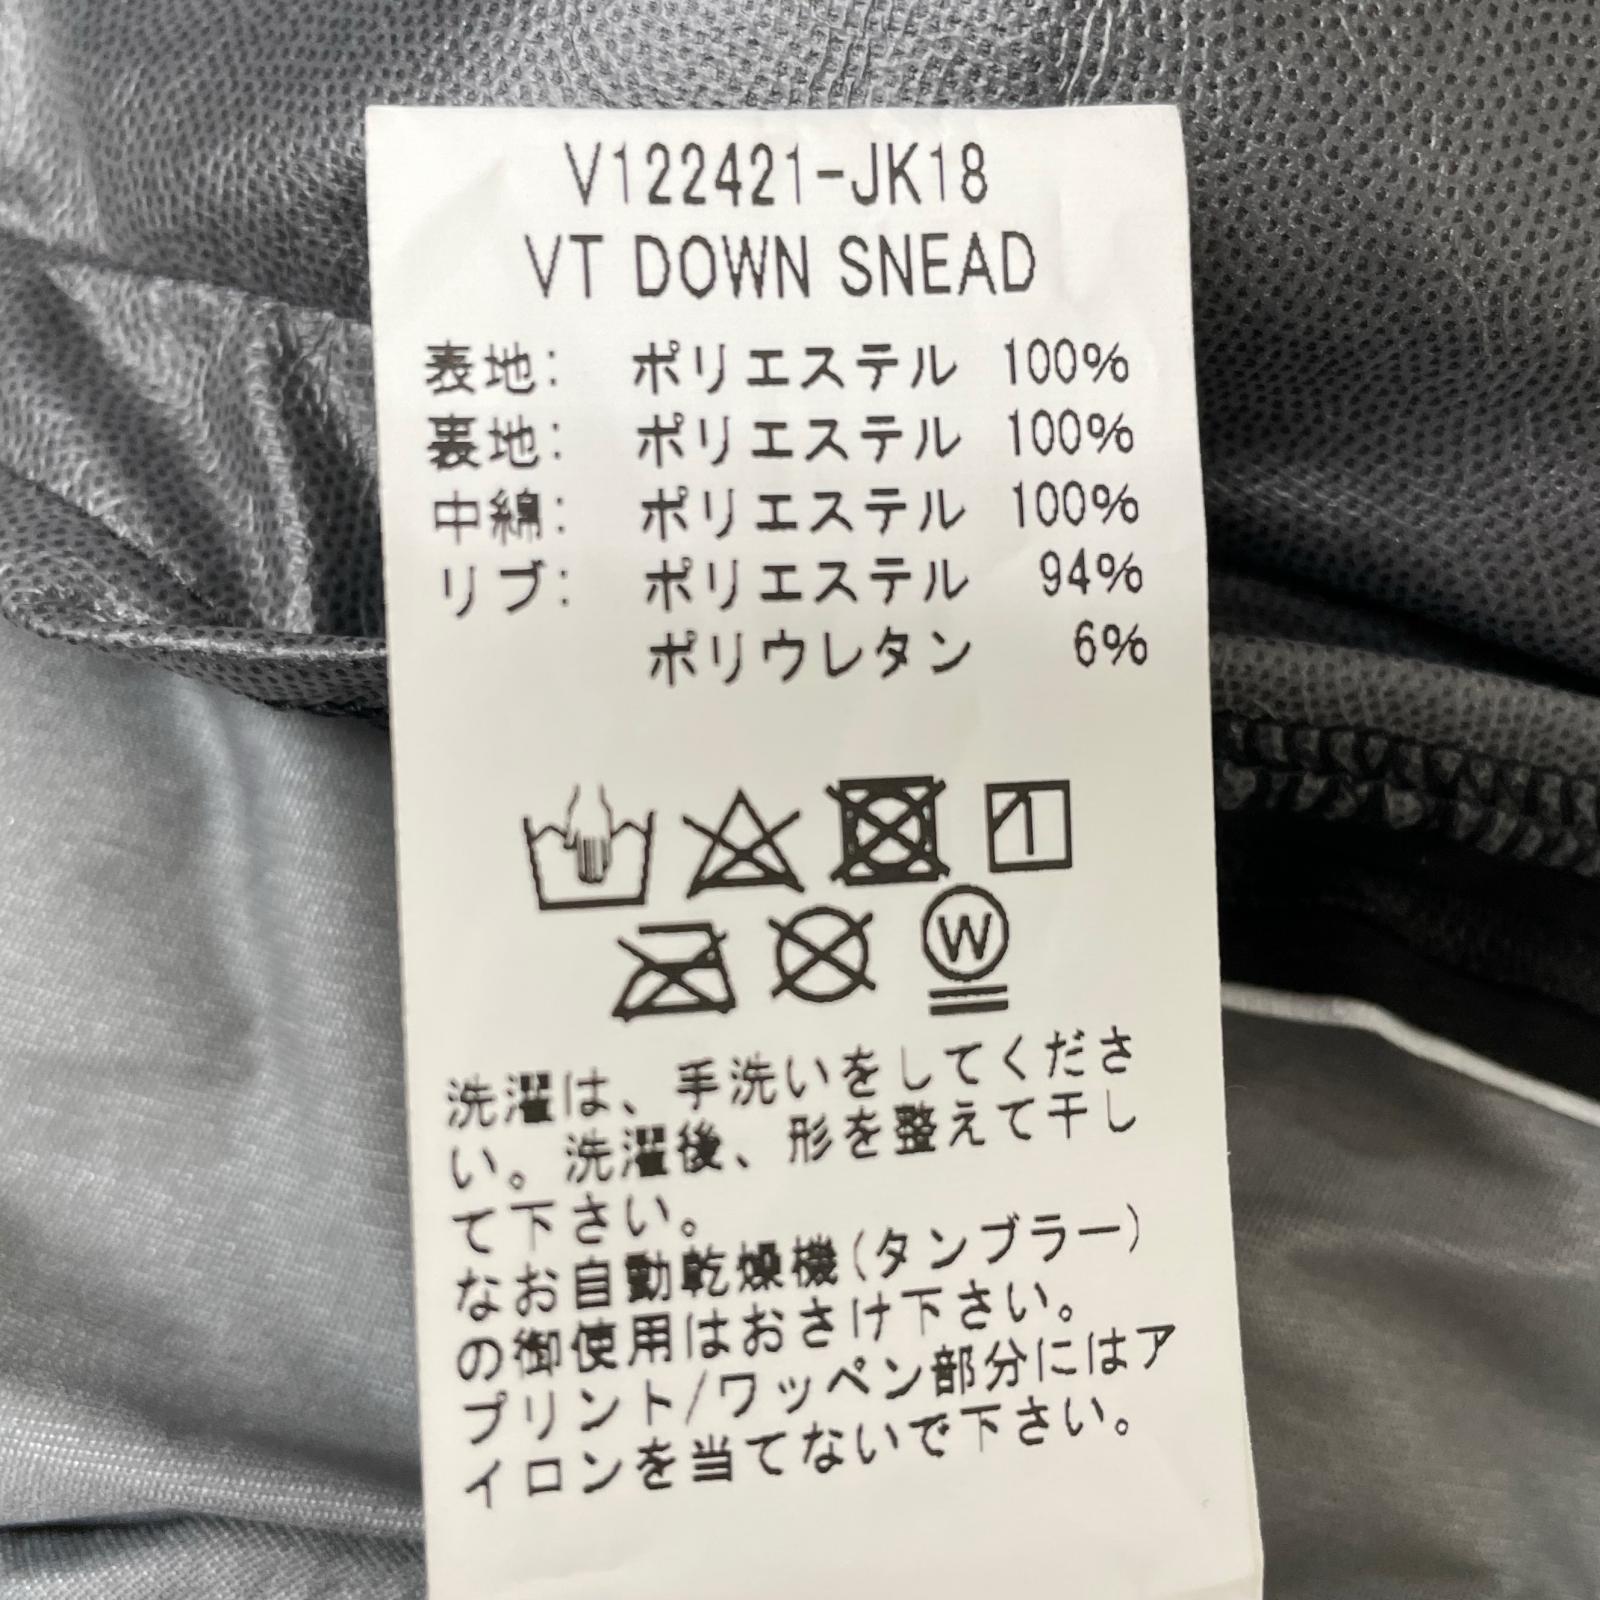 V122421-JK18
VT DOWN SNEAD
表地: ポリエステル 100%
裏地: ポリエステル 100%
中綿: ポリエステル 100%
リブ: ポリエステル 94%
ポリウレタン 6%
1
W
洗濯は、手洗いをしてくださ
い。洗濯後、形を整えて干し
て下さい。
なお自動乾燥機(タンブラー)
の御使用はおさけ下さい。
プリント/ワッペン部分にはア
イロンを当てないで下さい。